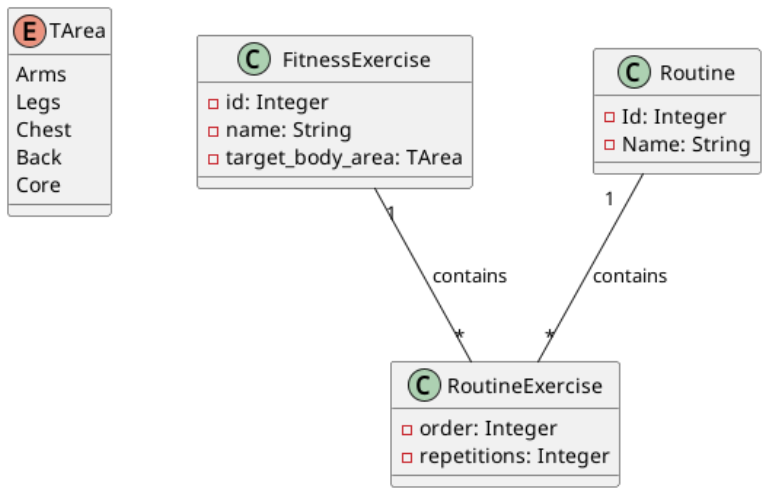 E TArea
Arms
Legs
Chest
Back
Core
C FitnessExercise
id: Integer
name: String
target_body_area: TArea
C Routine
Id: Integer
Name: String
1
1
contains
contains
*
*
C RoutineExercise
order: Integer
repetitions: Integer